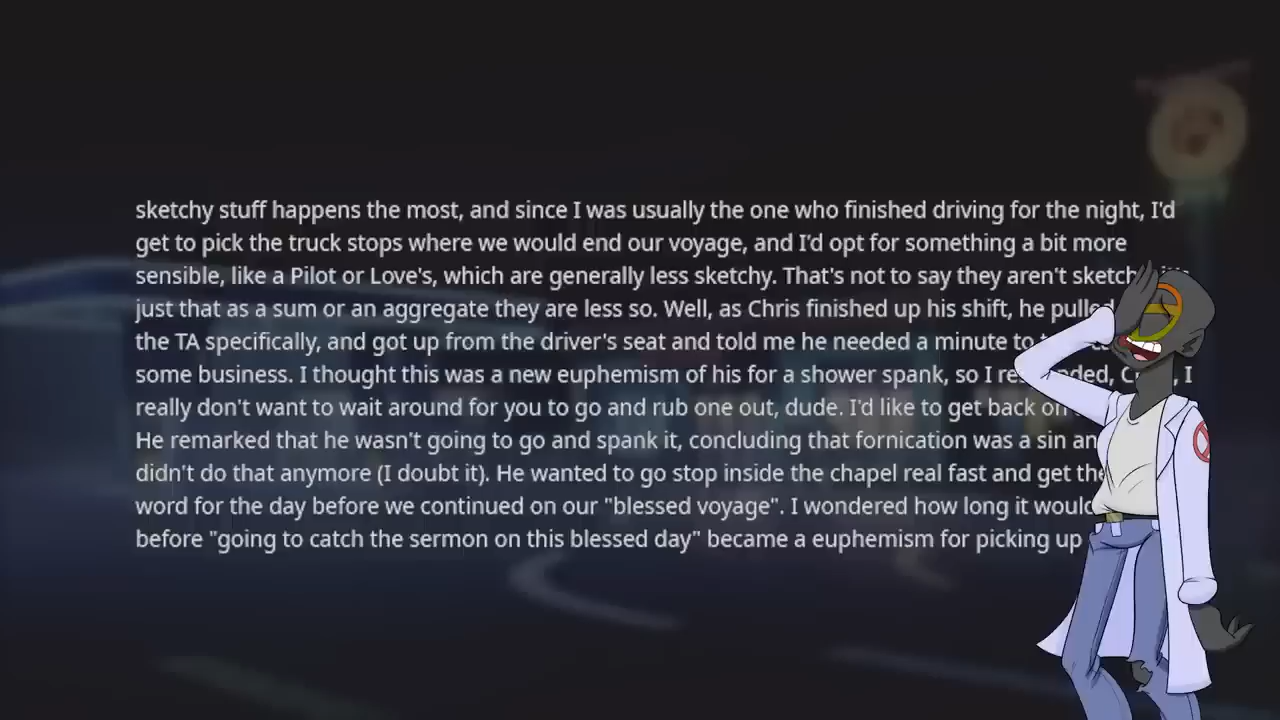 sketchy stuff happens the most, and since I was usually the one who finished driving for the night, I'd
get to pick the truck stops where we would end our voyage, and I'd opt for something a bit more
sensible, like a Pilot or Love's, which are generally less sketchy. That's not to say they aren't
just that as a sum or an aggregate they are less so. Well, as Chris finished up his shift, he pulled
the TA specifically, and got up from the driver's seat and told me he needed a minute to
some business. I thought this was a new euphemism of his for a shower spank, so I I
really don't want to wait around for you to go and rub one out, dude. I'd like to get back on
He remarked that he wasn't going to go and spank it, concluding that fornication was a sin
didn't do that anymore (I doubt it). He wanted to go stop inside the chapel real fast and get
word for the day before we continued on our "blessed voyage". I wondered how long it
before "going to catch the sermon on this blessed day" became a euphemism for picking up